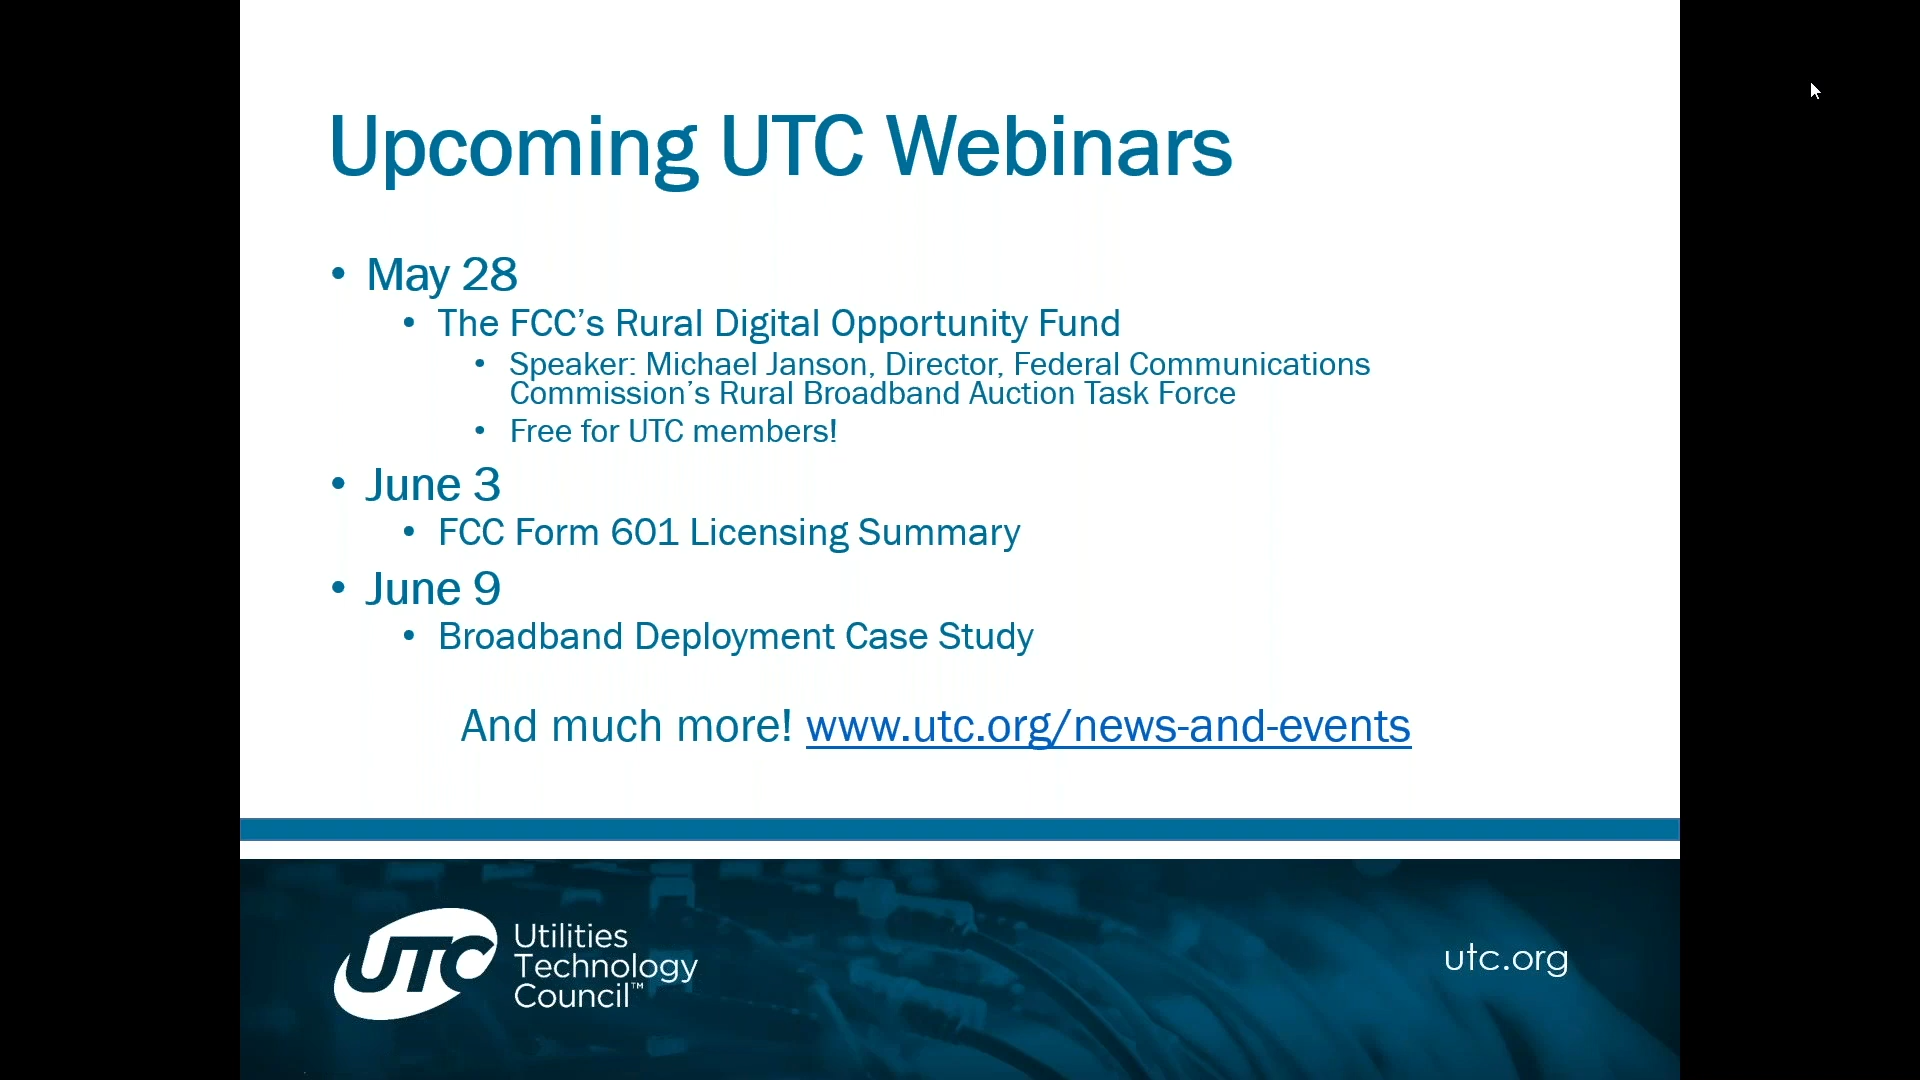 Upcoming UTC Webinars
• May 28
• The FCC’s Rural Digital Opportunity Fund
• Speaker: Michael Janson, Director, Federal Communications
Commission’s Rural Broadband Auction Task Force
• Free for UTC members!
• June 3
• FCC Form 601 Licensing Summary
• June 9
• Broadband Deployment Case Study
And much more! www.utc.org/news-and-events
UTC
Utilities
Technology
Council™
utc.org